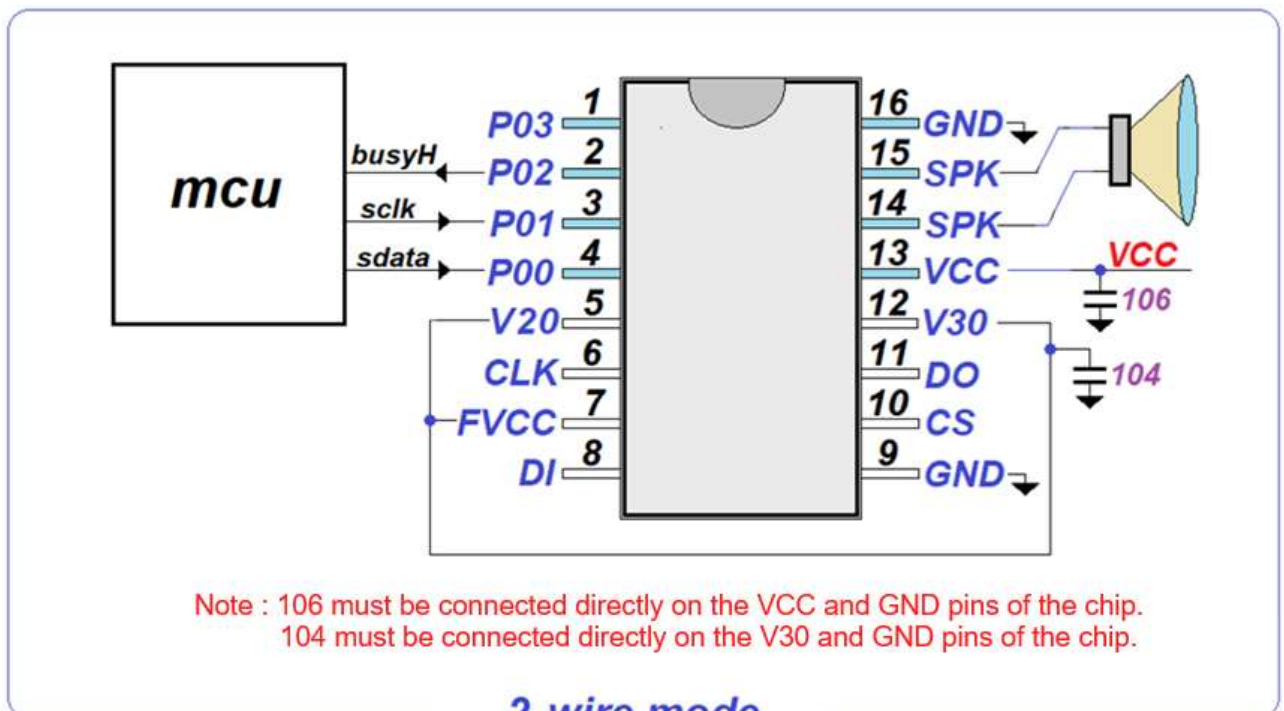 mcu
busyH
sclk
sdata
P03 1
P02 2
P01 3
P00 4
V20 5
CLK 6
FVCC 7
DI 8
16 GND
15 SPK
14 SPK
13 VCC
VCC
106
12 V30
104
11 DO
10 CS
9 GND
Note : 106 must be connected directly on the VCC and GND pins of the chip.
104 must be connected directly on the V30 and GND pins of the chip.
2-wire mode